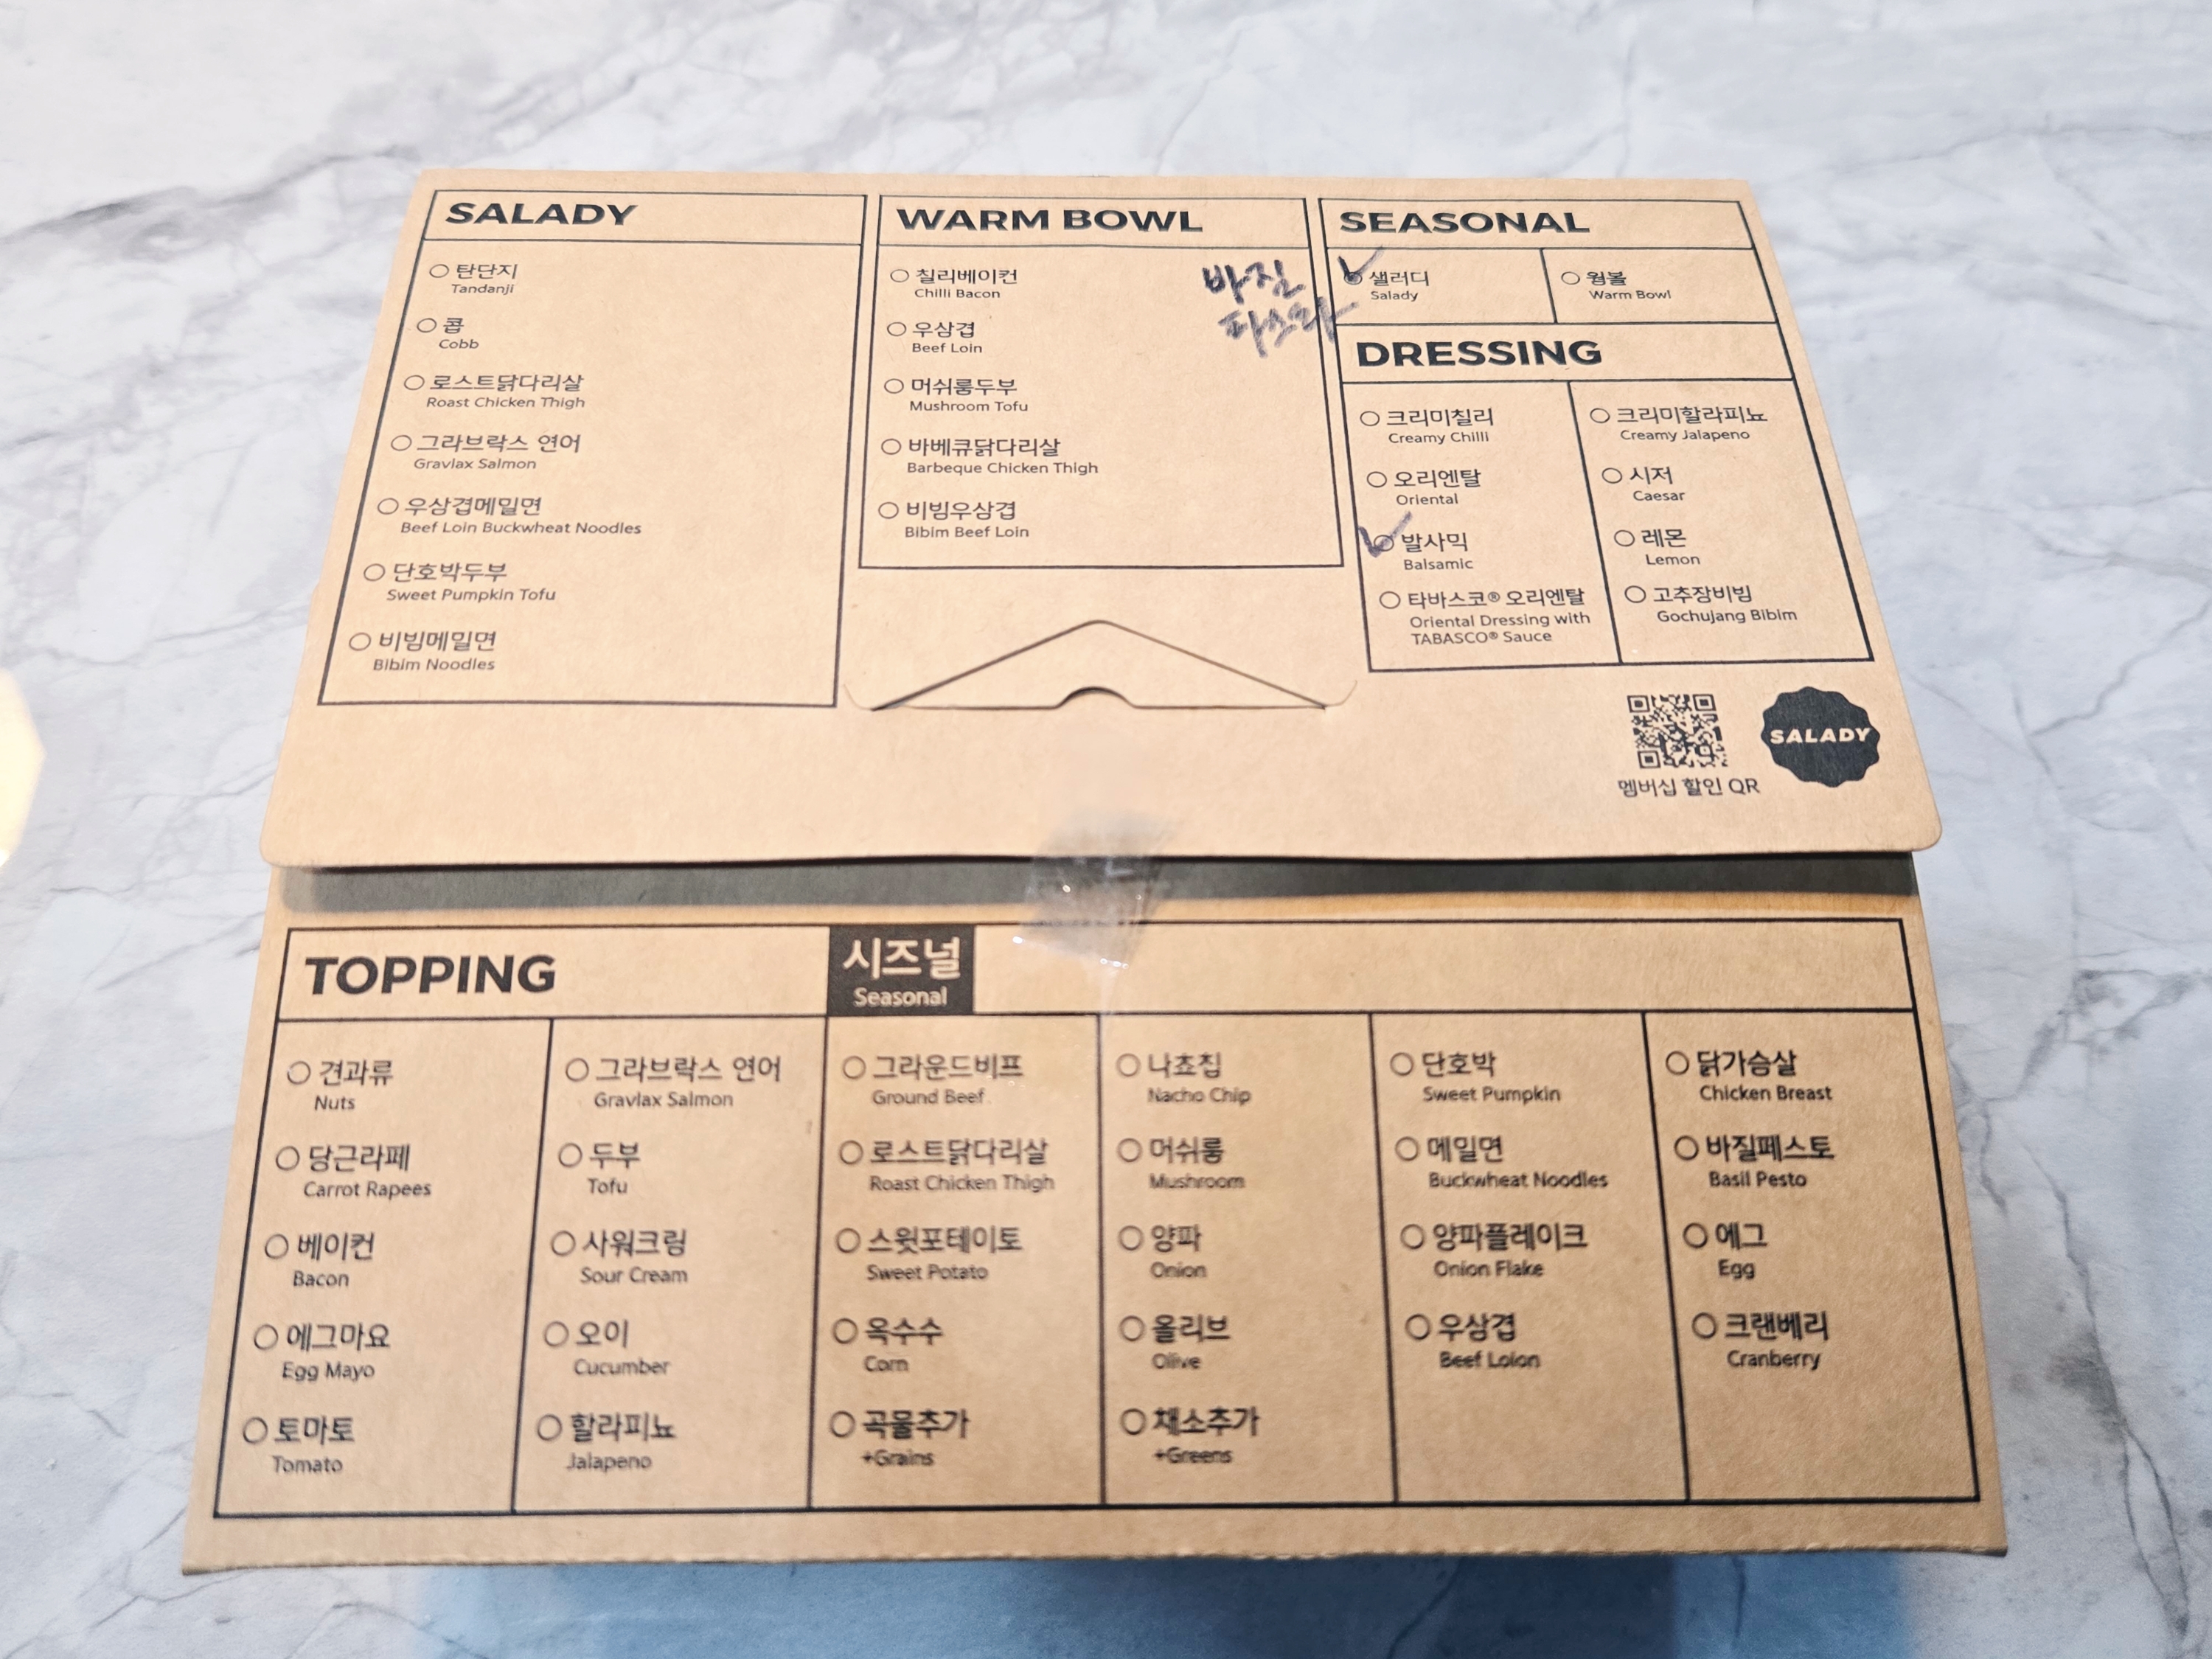 SALADY
탄단지
Tandanji
콥
Cobb
로스트닭다리살
Roast Chicken Thigh
그라브락스 연어
Gravlax Salmon
우삼겹메밀면
Beef Loin Buckwheat Noodles
단호박두부
Sweet Pumpkin Tofu
비빔메밀면
Bibim Noodles
WARM BOWL
칠리베이컨
Chilli Bacon
우삼겹
Beef Loin
머쉬룸두부
Mushroom Tofu
바베큐닭다리살
Barbeque Chicken Thigh
비빔우삼겹
Bibim Beef Loin
바질
파스타
SEASONAL
샐러디
Salady
웜볼
Warm Bowl
DRESSING
크리미칠리
Creamy Chilli
오리엔탈
Oriental
발사믹
Balsamic
타바스코® 오리엔탈
Oriental Dressing with
TABASCO® Sauce
크리미할라피뇨
Creamy Jalapeno
시저
Caesar
레몬
Lemon
고추장비빔
Gochujang Bibim
멤버십 할인 QR
SALADY
TOPPING
시즈널
Seasonal
견과류
Nuts
당근라페
Carrot Rapees
베이컨
Bacon
에그마요
Egg Mayo
토마토
Tomato
그라브락스 연어
Gravlax Salmon
두부
Tofu
사워크림
Sour Cream
오이
Cucumber
할라피뇨
Jalapeno
그라운드비프
Ground Beef
로스트닭다리살
Roast Chicken Thigh
스윗포테이토
Sweet Potato
옥수수
Corn
곡물추가
+Grains
나쵸칩
Nacho Chip
머쉬룸
Mushroom
양파
Onion
올리브
Olive
채소추가
+Greens
단호박
Sweet Pumpkin
메밀면
Buckwheat Noodles
양파플레이크
Onion Flake
우삼겹
Beef Loion
닭가슴살
Chicken Breast
바질페스토
Basil Pesto
에그
Egg
크랜베리
Cranberry